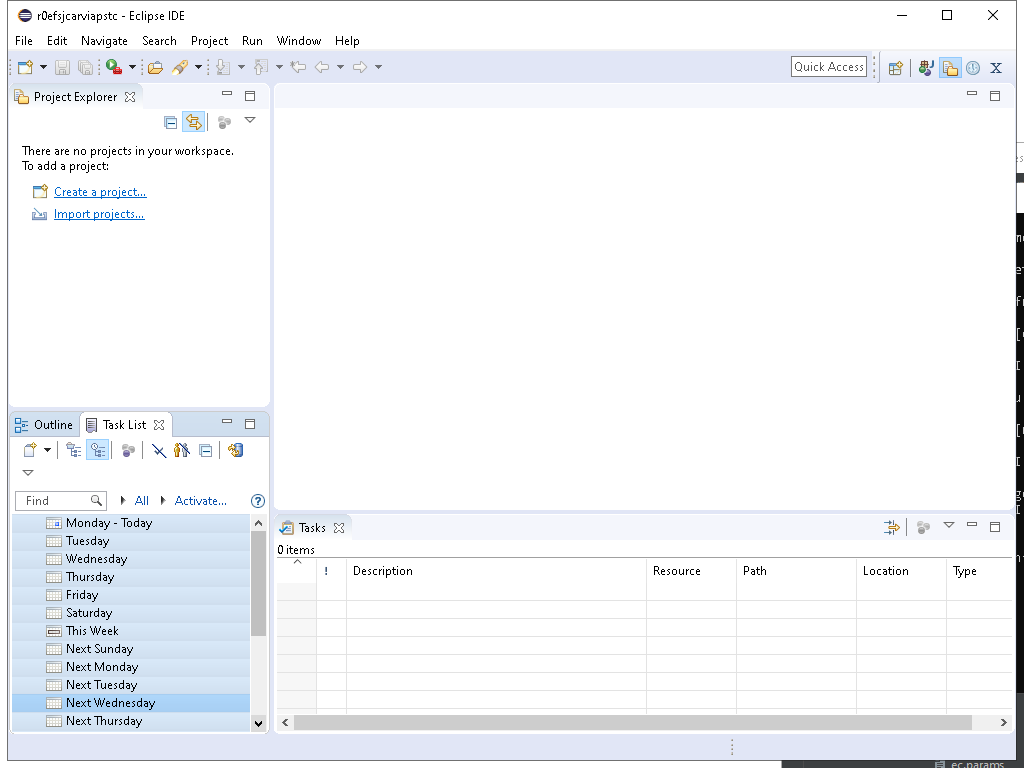 r0efsjcarviapstc - Eclipse IDE
File Edit Navigate Search Project Run Window Help
Quick Access
Project Explorer
There are no projects in your workspace.
To add a project:
Create a project...
Import projects...
Outline Task List
Find All Activate...
Monday - Today
Tuesday
Wednesday
Thursday
Friday
Saturday
This Week
Next Sunday
Next Monday
Next Tuesday
Next Wednesday
Next Thursday
Tasks
0 items
! Description Resource Path Location Type
ec.params